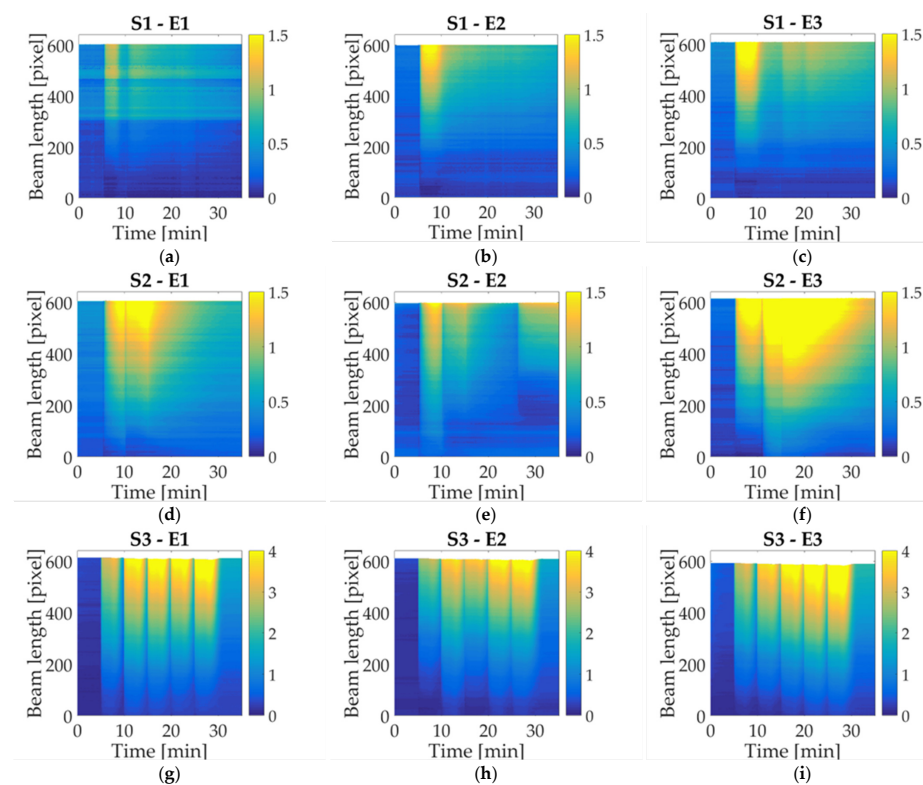 S1 - E1
S1 - E2
S1 - E3
Beam length [pixel]
600
400
200
0
0 10 20 30
Time [min]
1.5
1
0.5
0
Beam length [pixel]
600
400
200
0
0 10 20 30
Time [min]
1.5
1
0.5
0
Beam length [pixel]
600
400
200
0
0 10 20 30
Time [min]
1.5
1
0.5
0
(a)
(b)
(c)
S2 - E1
S2 - E2
S2 - E3
Beam length [pixel]
600
400
200
0
0 10 20 30
Time [min]
1.5
1
0.5
0
Beam length [pixel]
600
400
200
0
0 10 20 30
Time [min]
1.5
1
0.5
0
Beam length [pixel]
600
400
200
0
0 10 20 30
Time [min]
1.5
1
0.5
0
(d)
(e)
(f)
S3 - E1
S3 - E2
S3 - E3
Beam length [pixel]
600
400
200
0
0 10 20 30
Time [min]
4
3
2
1
0
Beam length [pixel]
600
400
200
0
0 10 20 30
Time [min]
4
3
2
1
0
Beam length [pixel]
600
400
200
0
0 10 20 30
Time [min]
4
3
2
1
0
(g)
(h)
(i)